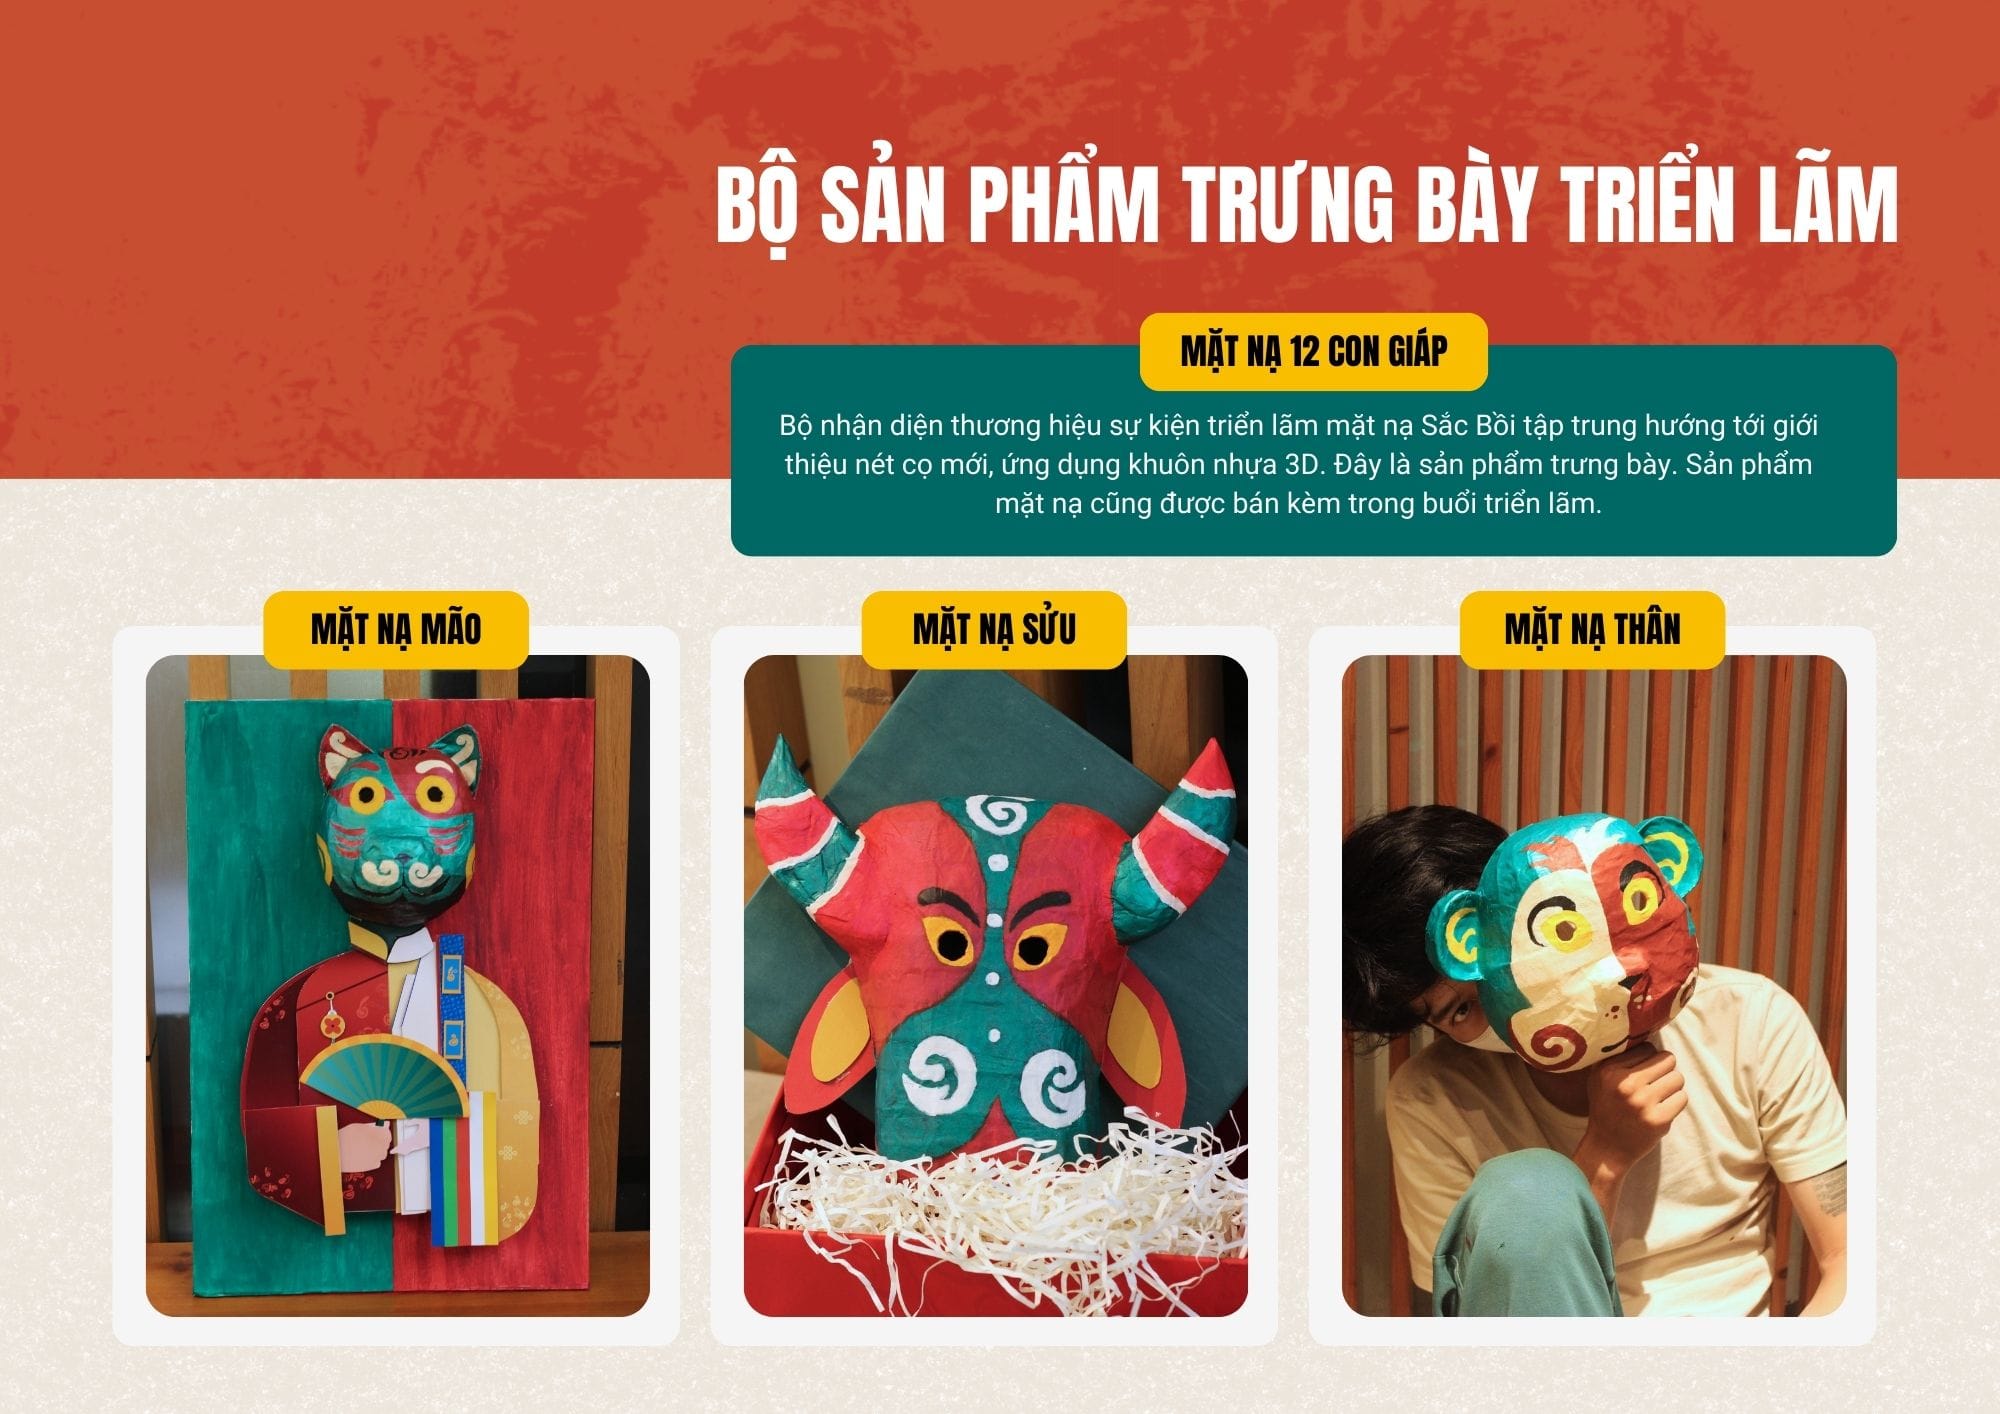 BỘ SẢN PHẨM TRƯNG BÀY TRIỂN LÃM
MẶT NẠ 12 CON GIÁP
Bộ nhận diện thương hiệu sự kiện triển lãm mặt nạ Sắc Bồi tập trung hướng tới giới
thiệu nét cọ mới, ứng dụng khuôn nhựa 3D. Đây là sản phẩm trưng bày. Sản phẩm
mặt nạ cũng được bán kèm trong buổi triển lãm.
MẶT NẠ MÃO
MẶT NẠ SỬU
MẶT NẠ THÂN